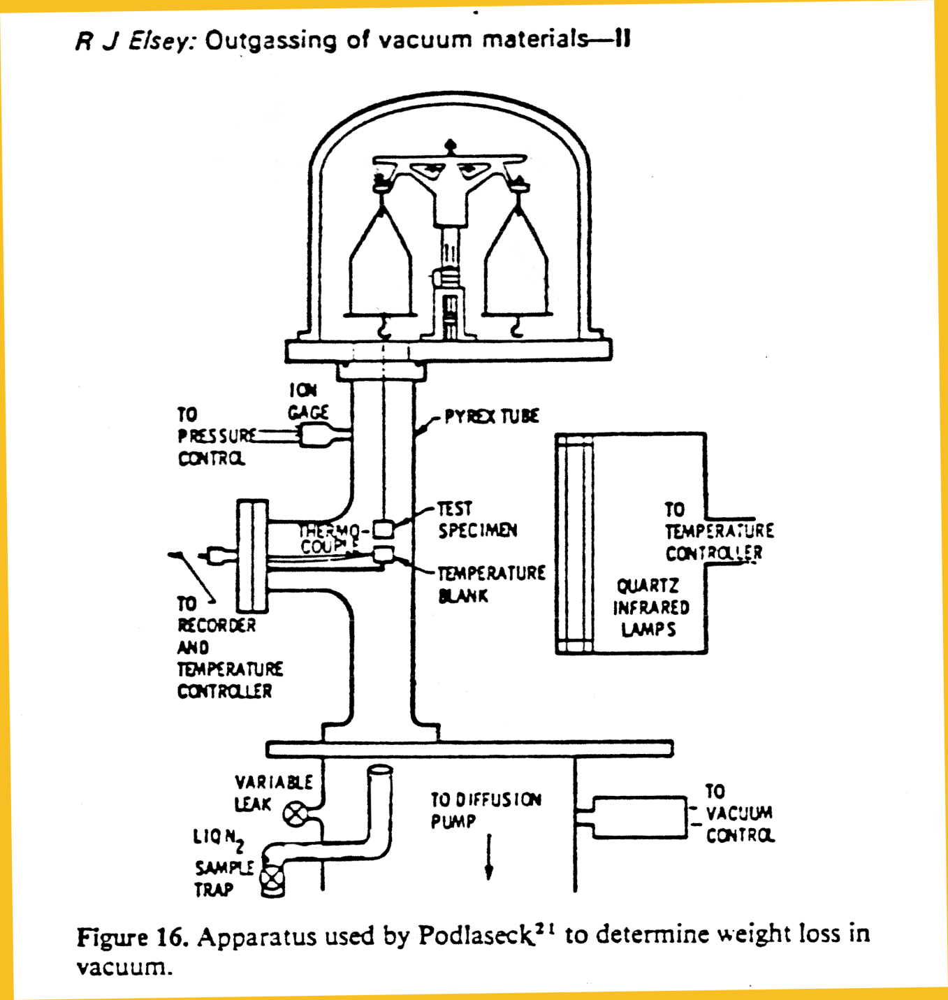 R J Elsey: Outgassing of vacuum materials—II
ION
GAGE
TO
PRESSURE
CONTROL
PYREX TUBE
TEST
SPECIMEN
THERMO-
COUPLE
TEMPERATURE
BLANK
TO
RECORDER
AND
TEMPERATURE
CONTROLLER
TO
TEMPERATURE
CONTROLLER
QUARTZ
INFRARED
LAMPS
VARIABLE
LEAK
LIQ N2
SAMPLE
TRAP
TO DIFFUSION
PUMP
TO
VACUUM
CONTROL
Figure 16. Apparatus used by Podlaseck²¹ to determine weight loss in
vacuum.